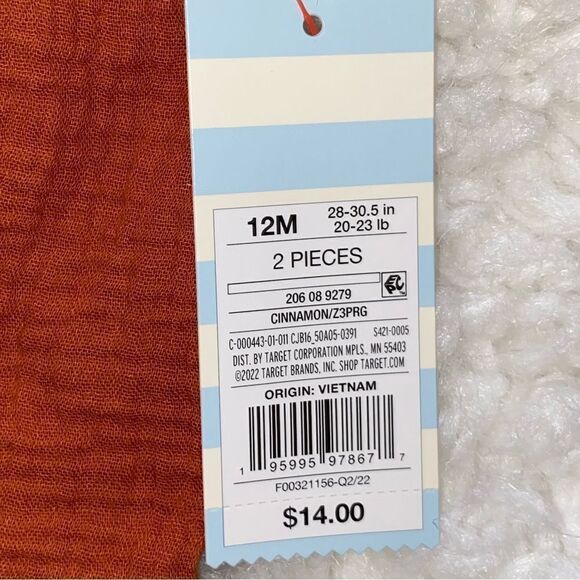 12M
28-30.5 in
20-23 lb
2 PIECES
206 08 9279
CINNAMON/Z3PRG
C-000443-01-011 CJB16_50A05-0391 S421-0005
DIST. BY TARGET CORPORATION MPLS., MN 55403
©2022 TARGET BRANDS, INC. SHOP TARGET.COM
ORIGIN: VIETNAM
1 95995 97867 7
F00321156-Q2/22
$14.00